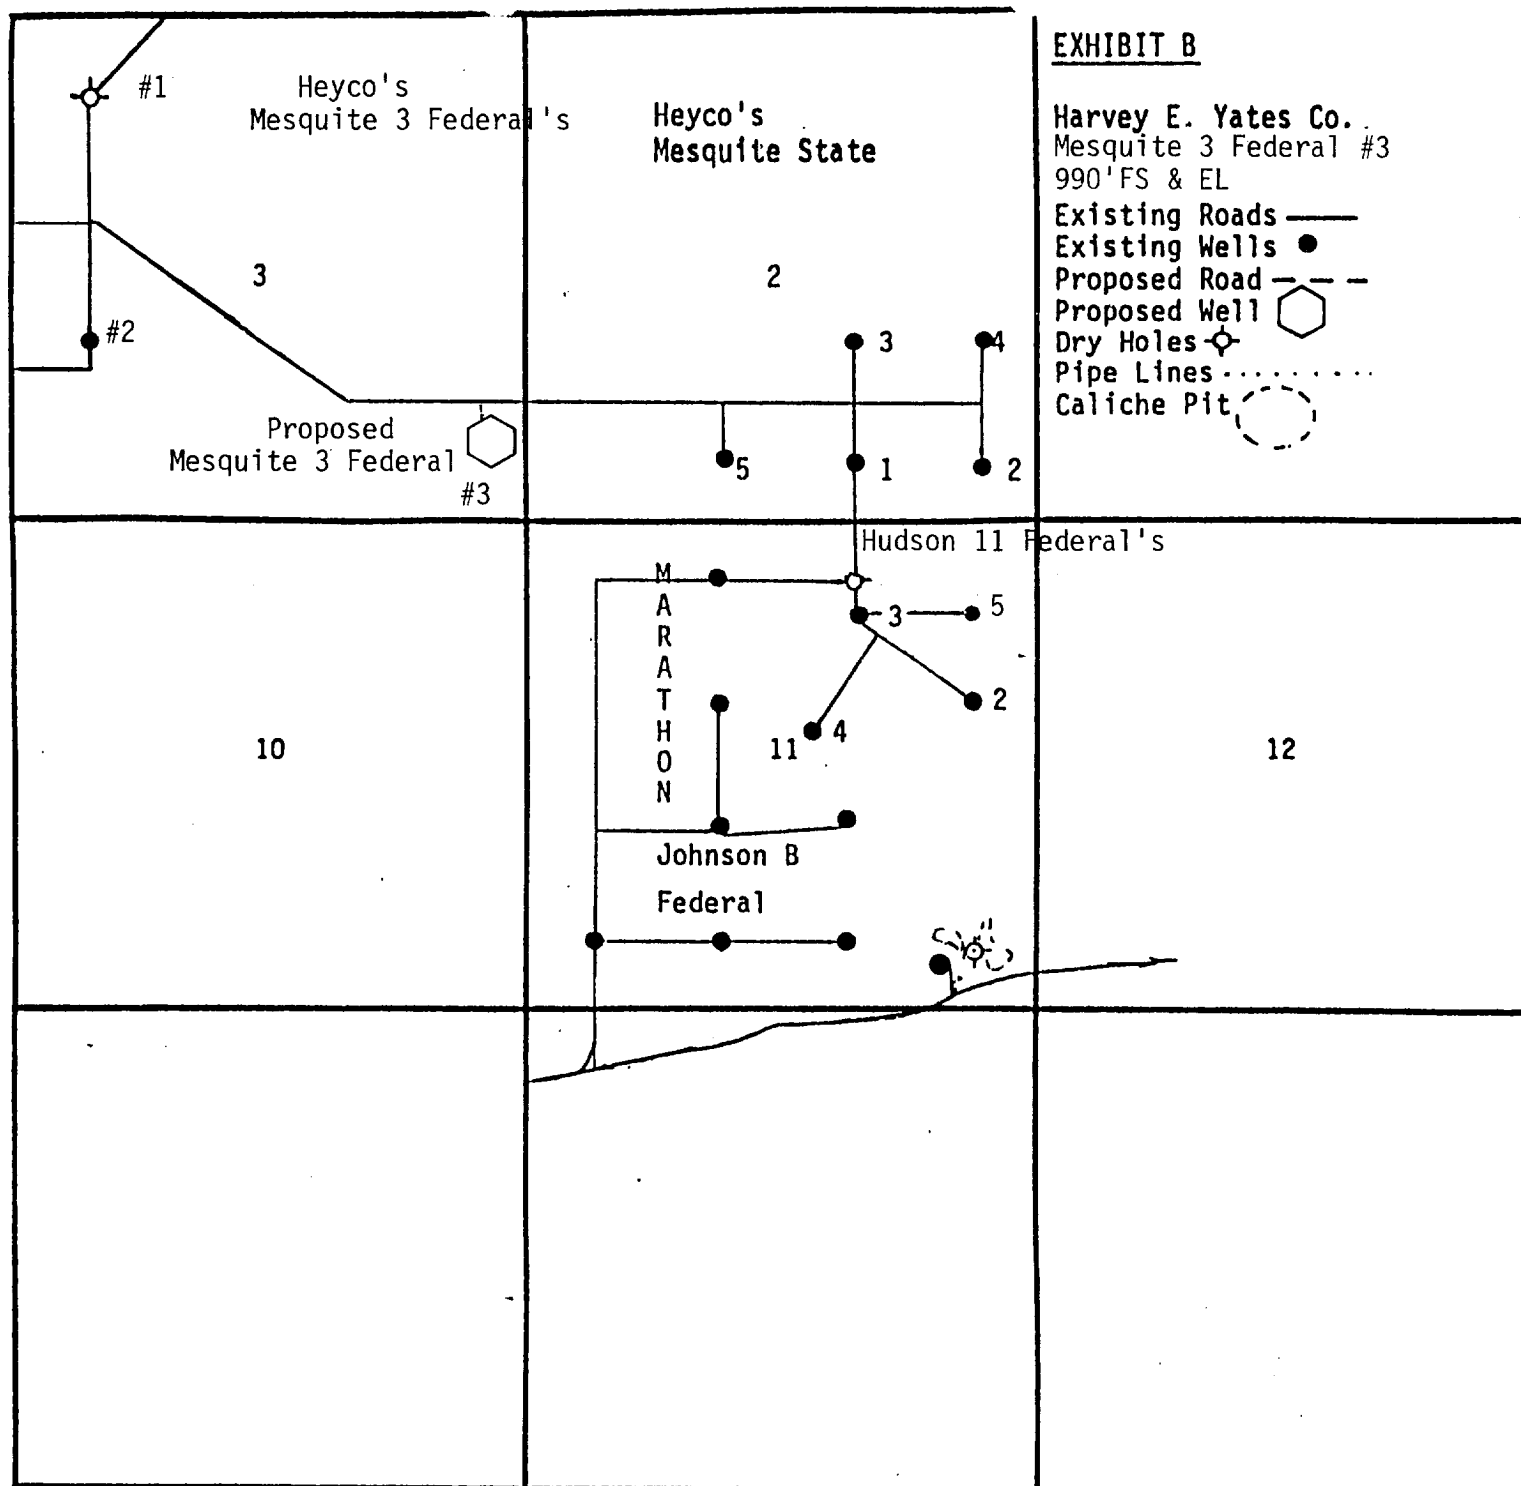 EXHIBIT B
Harvey E. Yates Co.
Mesquite 3 Federal #3
990'FS & EL
Existing Roads
Existing Wells
Proposed Road
Proposed Well
Dry Holes
Pipe Lines
Caliche Pit
#1
Heyco's
Mesquite 3 Federal's
Heyco's
Mesquite State
3
2
#2
3
4
Proposed
Mesquite 3 Federal
#3
5
1
2
Hudson 11 Federal's
MARATHON
3
5
2
4
10
11
12
Johnson B
Federal